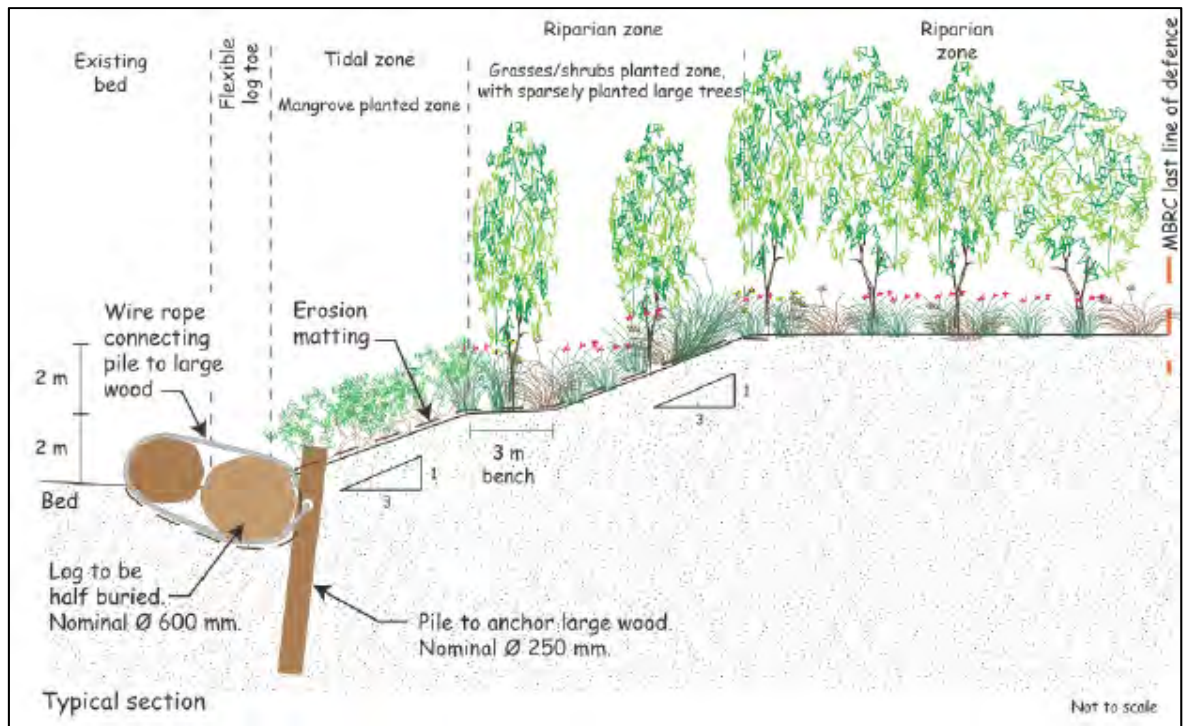 Existing
bed
Flexible
log toe
Tidal zone
Mangrove planted zone
Riparian zone
Grasses/shrubs planted zone,
with sparsely planted large trees
Riparian
zone
MBRC last line of defence
Wire rope
connecting
pile to large
wood
Erosion
matting
2 m
2 m
1
3
3 m
bench
1
3
Bed
Log to be
half buried.
Nominal Ø 600 mm.
Pile to anchor large wood.
Nominal Ø 250 mm.
Typical section
Not to scale